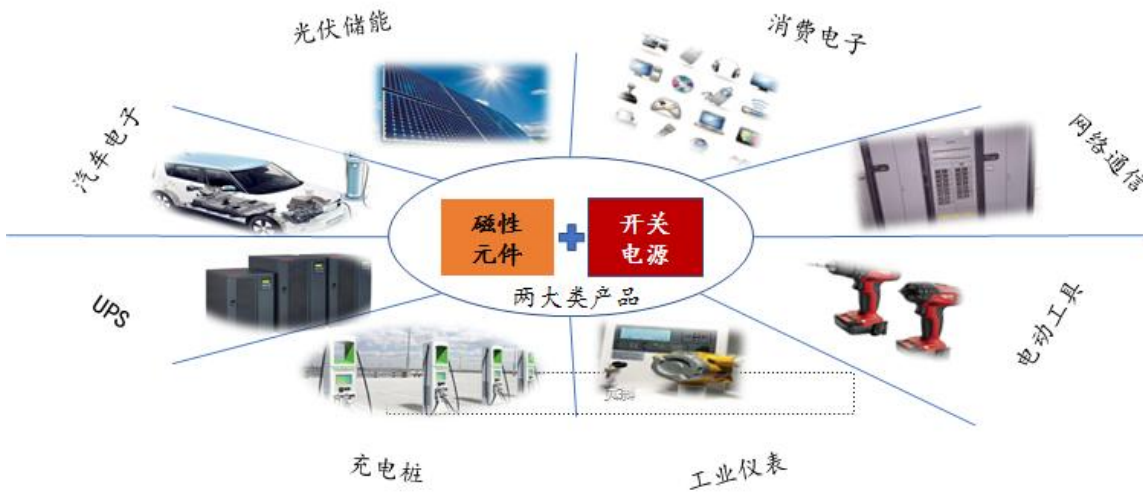 光伏储能
消费电子
汽车电子
网络通信
磁性
元件
开关
电源
两大类产品
UPS
电动工具
充电桩
工业仪表